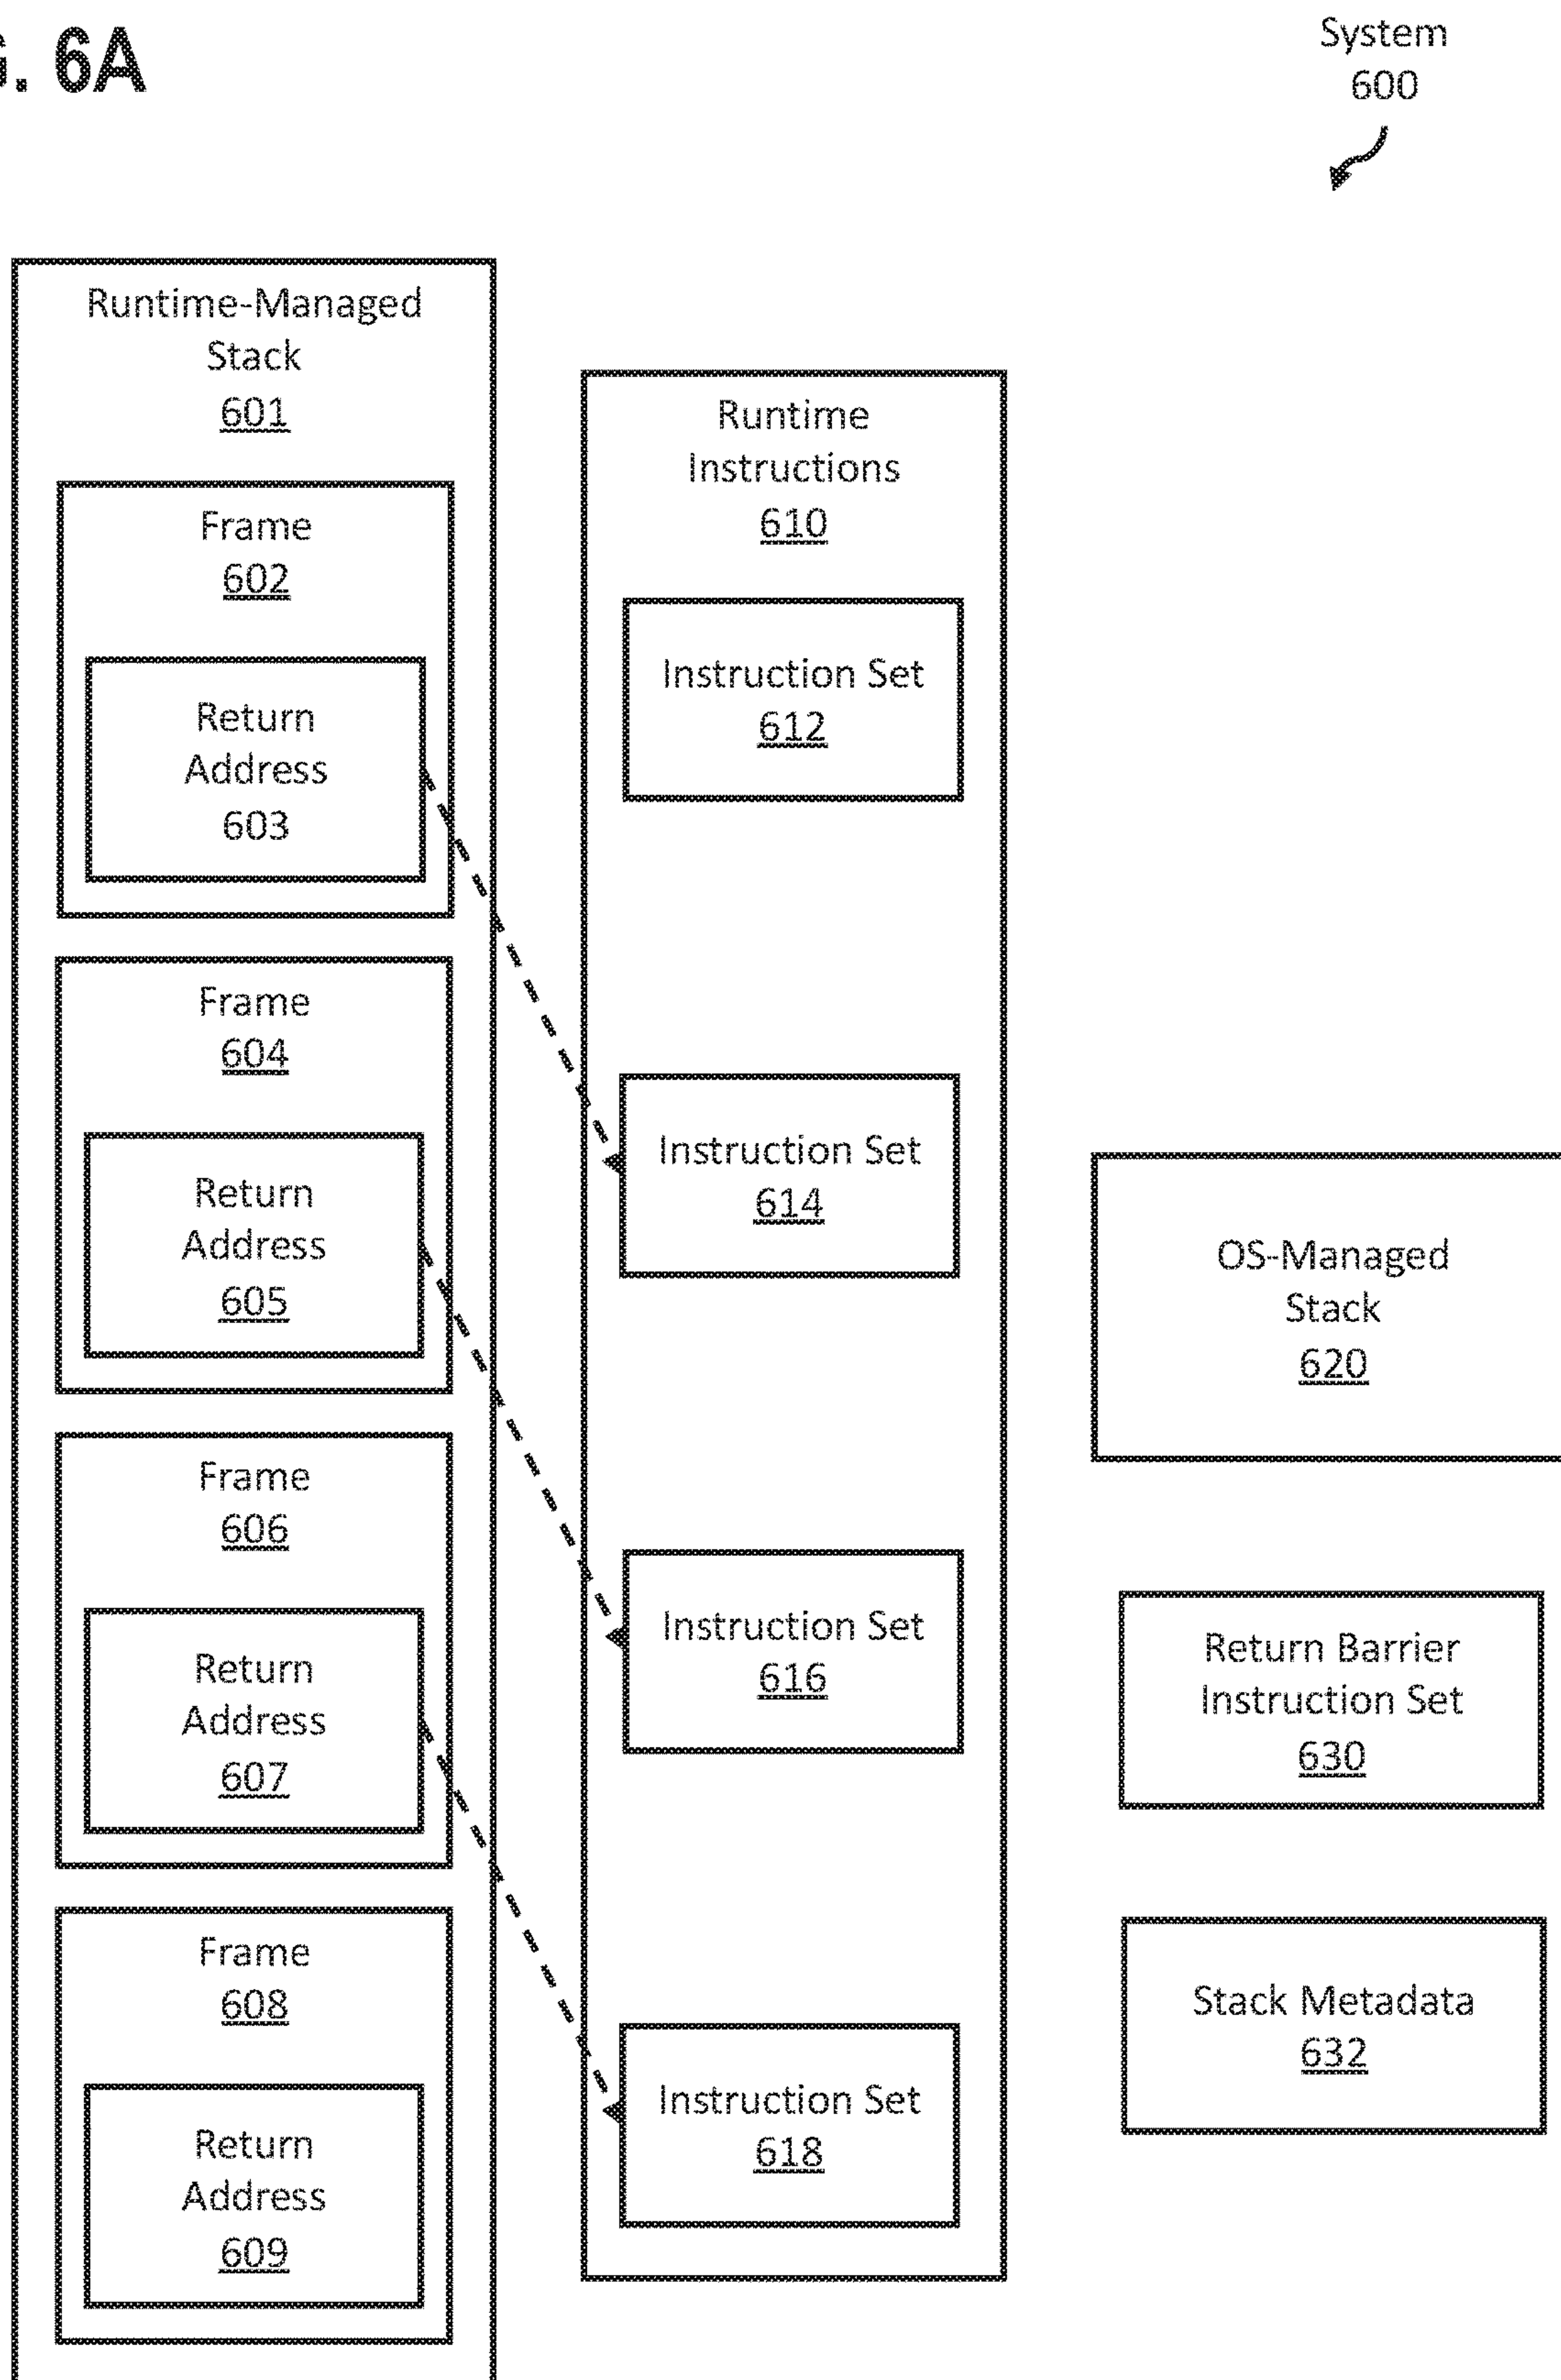 G. 6A
System
600
Runtime-Managed
Stack
601
Frame
602
Return
Address
603
Frame
604
Return
Address
605
Frame
606
Return
Address
607
Frame
608
Return
Address
609
Runtime
Instructions
610
Instruction Set
612
Instruction Set
614
Instruction Set
616
Instruction Set
618
OS-Managed
Stack
620
Return Barrier
Instruction Set
630
Stack Metadata
632